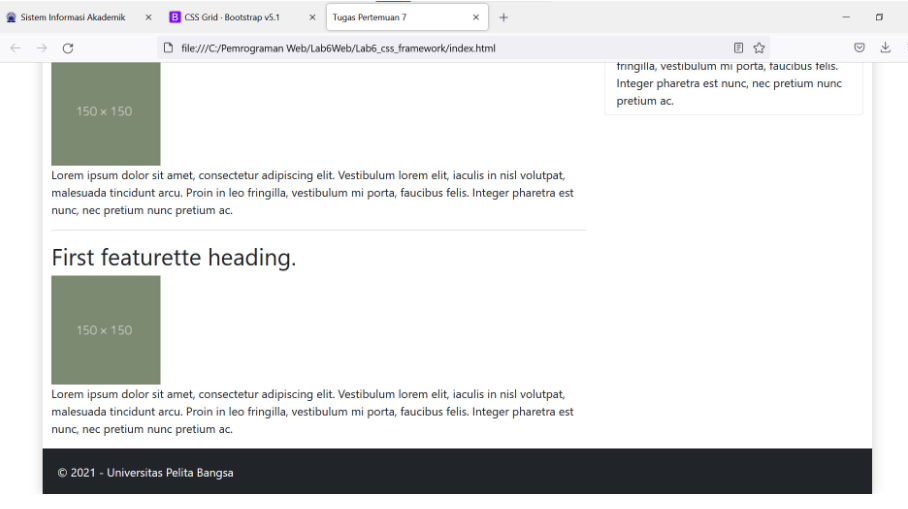 Sistem Informasi Akademik
CSS Grid · Bootstrap v5.1
Tugas Pertemuan 7
file:///C:/Pemrograman Web/Lab6Web/Lab6_css_framework/index.html
fringilla, vestibulum mi porta, faucibus felis.
Integer pharetra est nunc, nec pretium nunc
pretium ac.
150 × 150
Lorem ipsum dolor sit amet, consectetur adipiscing elit. Vestibulum lorem elit, iaculis in nisl volutpat,
malesuada tincidunt arcu. Proin in leo fringilla, vestibulum mi porta, faucibus felis. Integer pharetra est
nunc, nec pretium nunc pretium ac.
First featurette heading.
150 × 150
Lorem ipsum dolor sit amet, consectetur adipiscing elit. Vestibulum lorem elit, iaculis in nisl volutpat,
malesuada tincidunt arcu. Proin in leo fringilla, vestibulum mi porta, faucibus felis. Integer pharetra est
nunc, nec pretium nunc pretium ac.
© 2021 - Universitas Pelita Bangsa